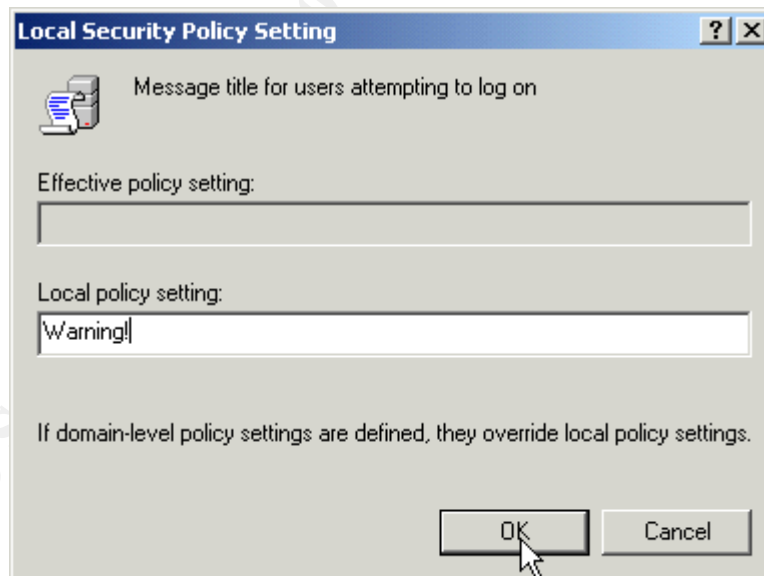 Local Security Policy Setting
Message title for users attempting to log on
Effective policy setting:
Local policy setting:
Warning!
If domain-level policy settings are defined, they override local policy settings.
OK Cancel